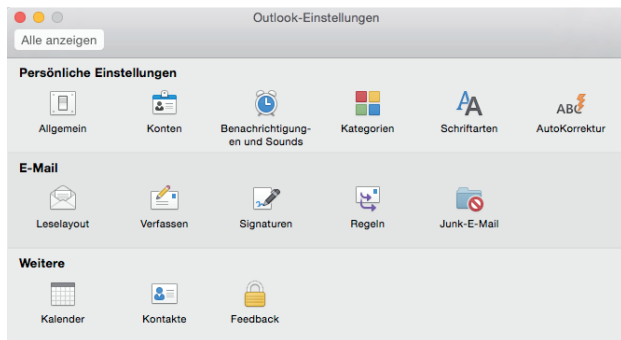 Outlook-Einstellungen
Alle anzeigen
Persönliche Einstellungen
Allgemein
Konten
Benachrichtigung-
en und Sounds
Kategorien
ABC
Schriftarten
AutoKorrektur
E-Mail
Leselayout
Verfassen
Signaturen
Regeln
Junk-E-Mail
Weitere
Kalender
Kontakte
Feedback